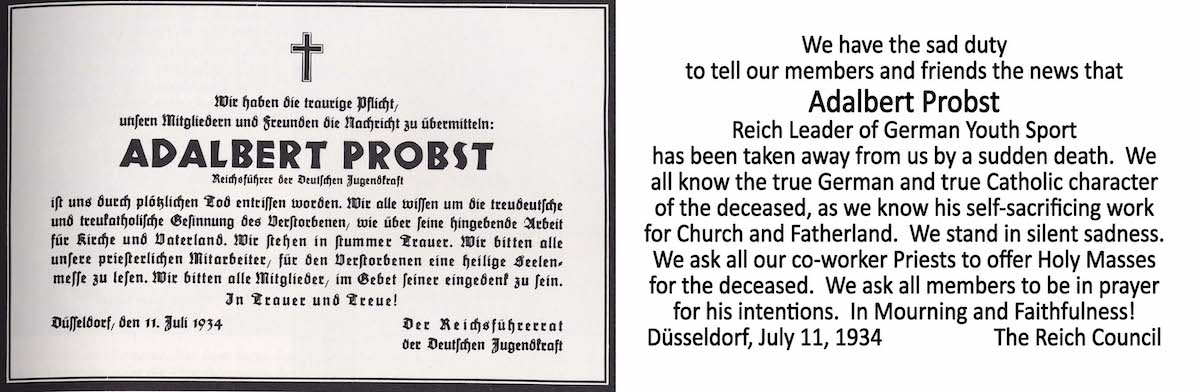 Wir haben die traurige Pflicht,
unsern Mitgliedern und Freunden die Nachricht zu übermitteln:
ADALBERT PROBST
Reichsführer der Deutschen Jugendkraft
ist uns durch plötzlichen Tod entrissen worden. Wir alle wissen um die treudeutsche
und treukatholische Gesinnung des Verstorbenen, wie über seine hingebende Arbeit
für Kirche und Vaterland. Wir stehen in stummer Trauer. Wir bitten alle
unsere priesterlichen Mitarbeiter, für den Verstorbenen eine heilige Seelen-
messe zu lesen. Wir bitten alle Mitglieder, im Gebet seiner eingedenk zu sein.
In Trauer und Treue!
Düsseldorf, den 11. Juli 1934
Der Reichsführerrat
der Deutschen Jugendkraft
We have the sad duty
to tell our members and friends the news that
Adalbert Probst
Reich Leader of German Youth Sport
has been taken away from us by a sudden death. We
all know the true German and true Catholic character
of the deceased, as we know his self-sacrificing work
for Church and Fatherland. We stand in silent sadness.
We ask all our co-worker Priests to offer Holy Masses
for the deceased. We ask all members to be in prayer
for his intentions. In Mourning and Faithfulness!
Düsseldorf, July 11, 1934 The Reich Council